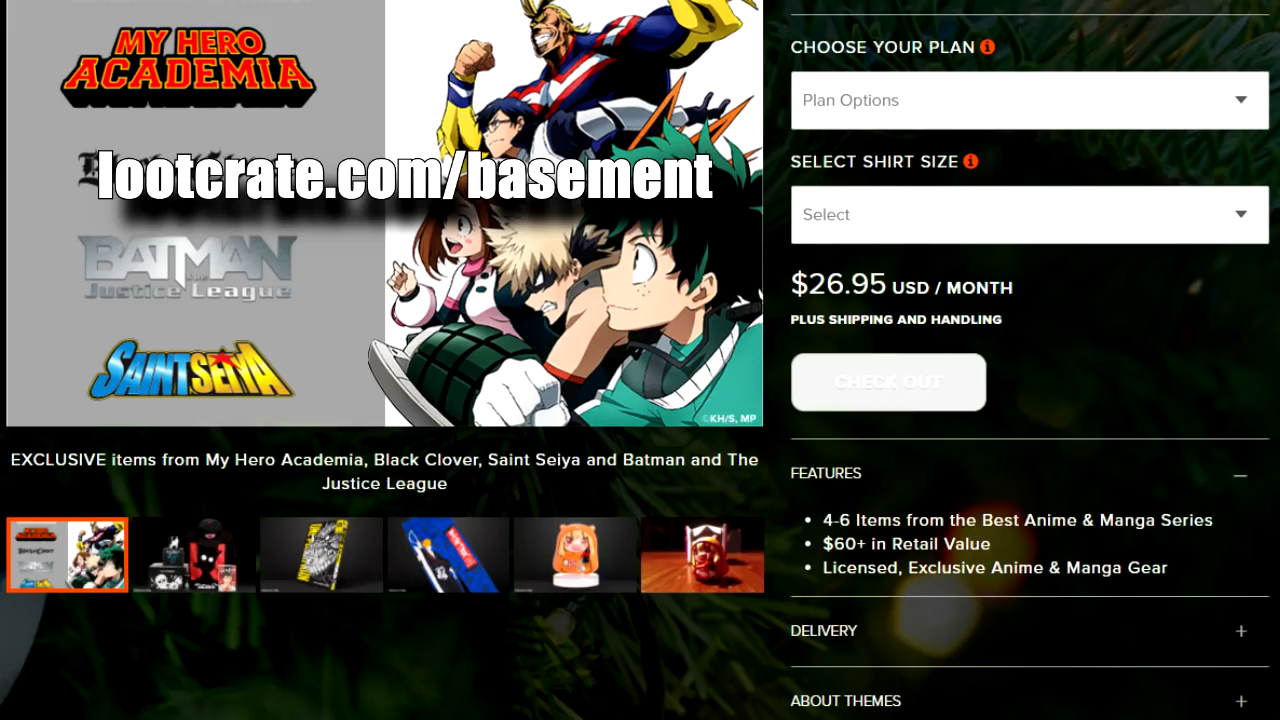 MY HERO
ACADEMIA
lootcrate.com/basement
BATMAN
AND THE
Justice League
SAINT SEIYA
©KH/S, MP
EXCLUSIVE items from My Hero Academia, Black Clover, Saint Seiya and Batman and The
Justice League
CHOOSE YOUR PLAN
Plan Options
SELECT SHIRT SIZE
Select
$26.95 USD / MONTH
PLUS SHIPPING AND HANDLING
CHECK OUT
FEATURES
• 4-6 Items from the Best Anime & Manga Series
• $60+ in Retail Value
• Licensed, Exclusive Anime & Manga Gear
DELIVERY
ABOUT THEMES